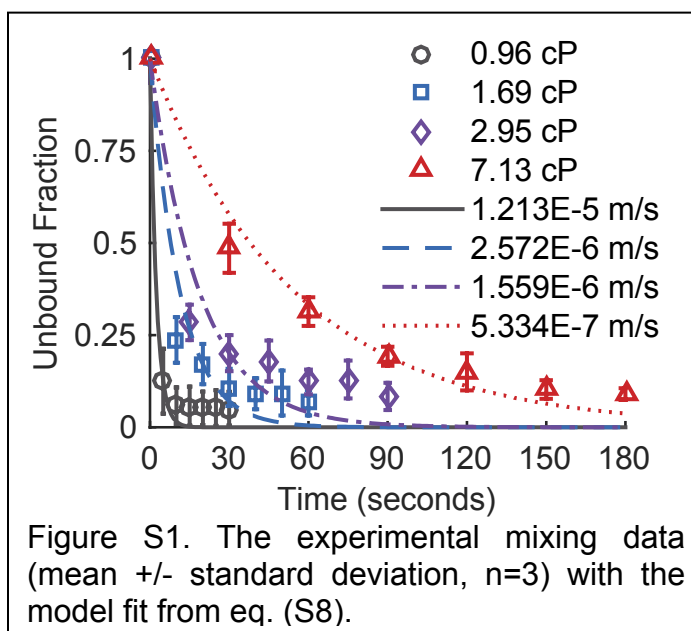 1
0.75
0.5
0.25
0
Unbound Fraction
0.96 cP
1.69 cP
2.95 cP
7.13 cP
1.213E-5 m/s
2.572E-6 m/s
1.559E-6 m/s
5.334E-7 m/s
0 30 60 90 120 150 180
Time (seconds)
Figure S1. The experimental mixing data
(mean +/- standard deviation, n=3) with the
model fit from eq. (S8).